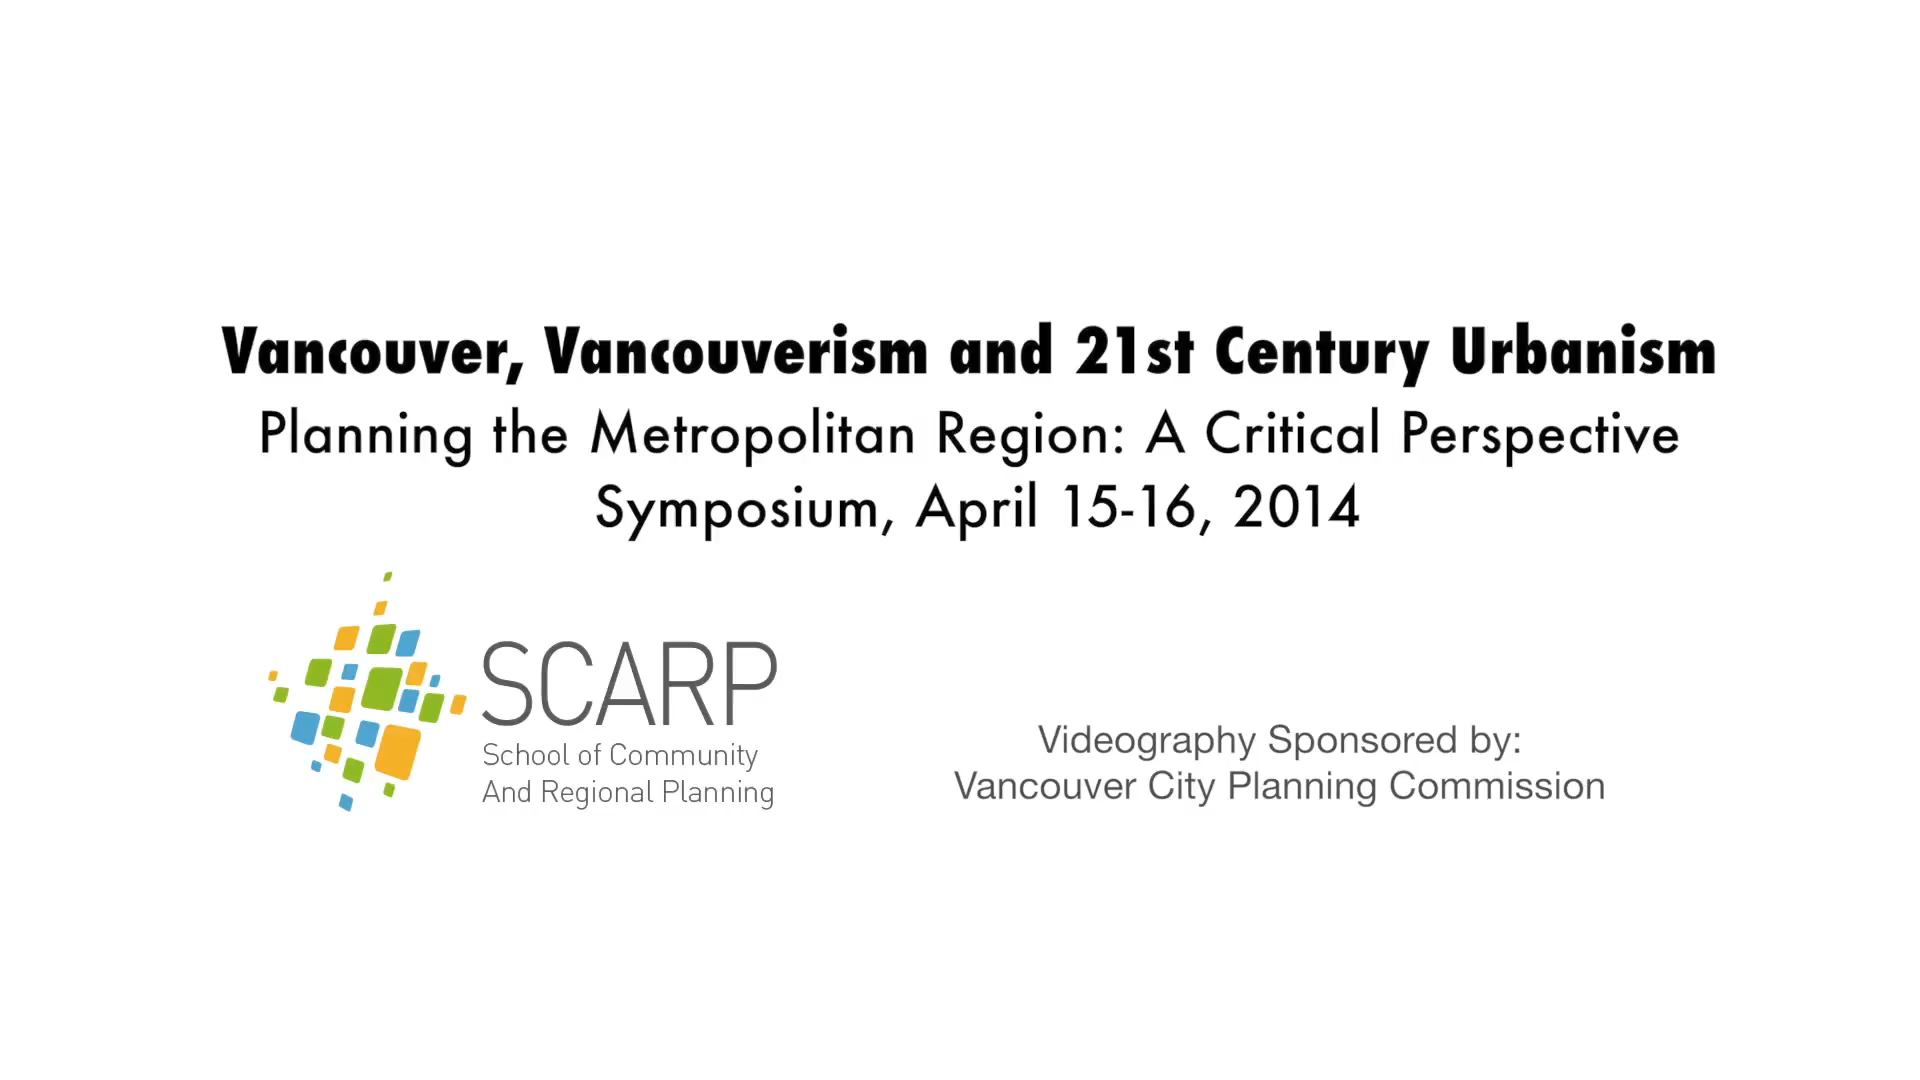 Vancouver, Vancouverism and 21st Century Urbanism
Planning the Metropolitan Region: A Critical Perspective
Symposium, April 15-16, 2014
SCARP
School of Community
And Regional Planning
Videography Sponsored by:
Vancouver City Planning Commission